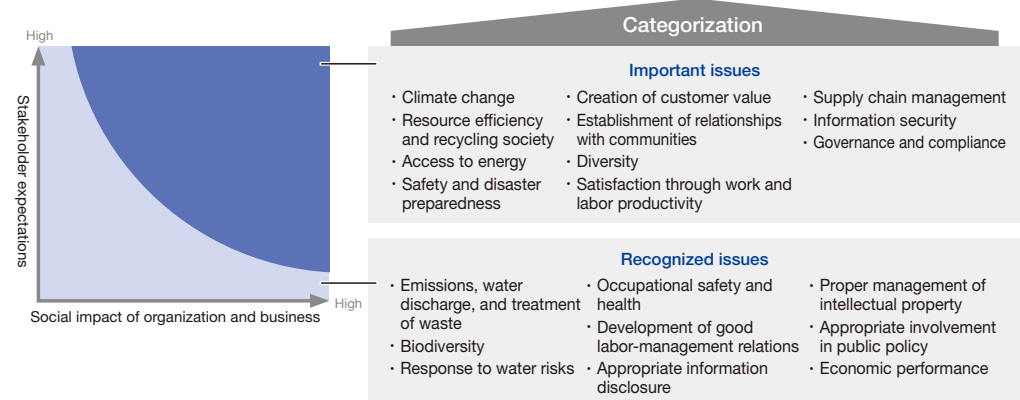 High
Stakeholder expectations
High
Social impact of organization and business
Categorization
Important issues
・Climate change
・Resource efficiency
and recycling society
・Access to energy
・Safety and disaster
preparedness
・Creation of customer value
・Establishment of relationships
with communities
・Diversity
・Satisfaction through work and
labor productivity
・Supply chain management
・Information security
・Governance and compliance
Recognized issues
・Emissions, water
discharge, and treatment
of waste
・Biodiversity
・Response to water risks
・Occupational safety and
health
・Development of good
labor-management relations
・Appropriate information
disclosure
・Proper management of
intellectual property
・Appropriate involvement
in public policy
・Economic performance